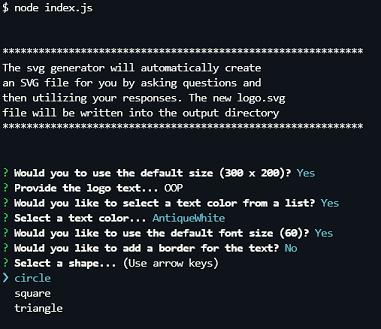 $ node index.js
************************************************************
The svg generator will automatically create
an SVG file for you by asking questions and
then utilizing your responses. The new logo.svg
file will be written into the output directory
************************************************************
? Would you to use the default size (300 x 200)? Yes
? Provide the logo text... OOP
? Would you like to select a text color from a list? Yes
? Select a text color... AntiqueWhite
? Would you like to use the default font size (60)? Yes
? Would you like to add a border for the text? No
? Select a shape... (Use arrow keys)
❯ circle
square
triangle